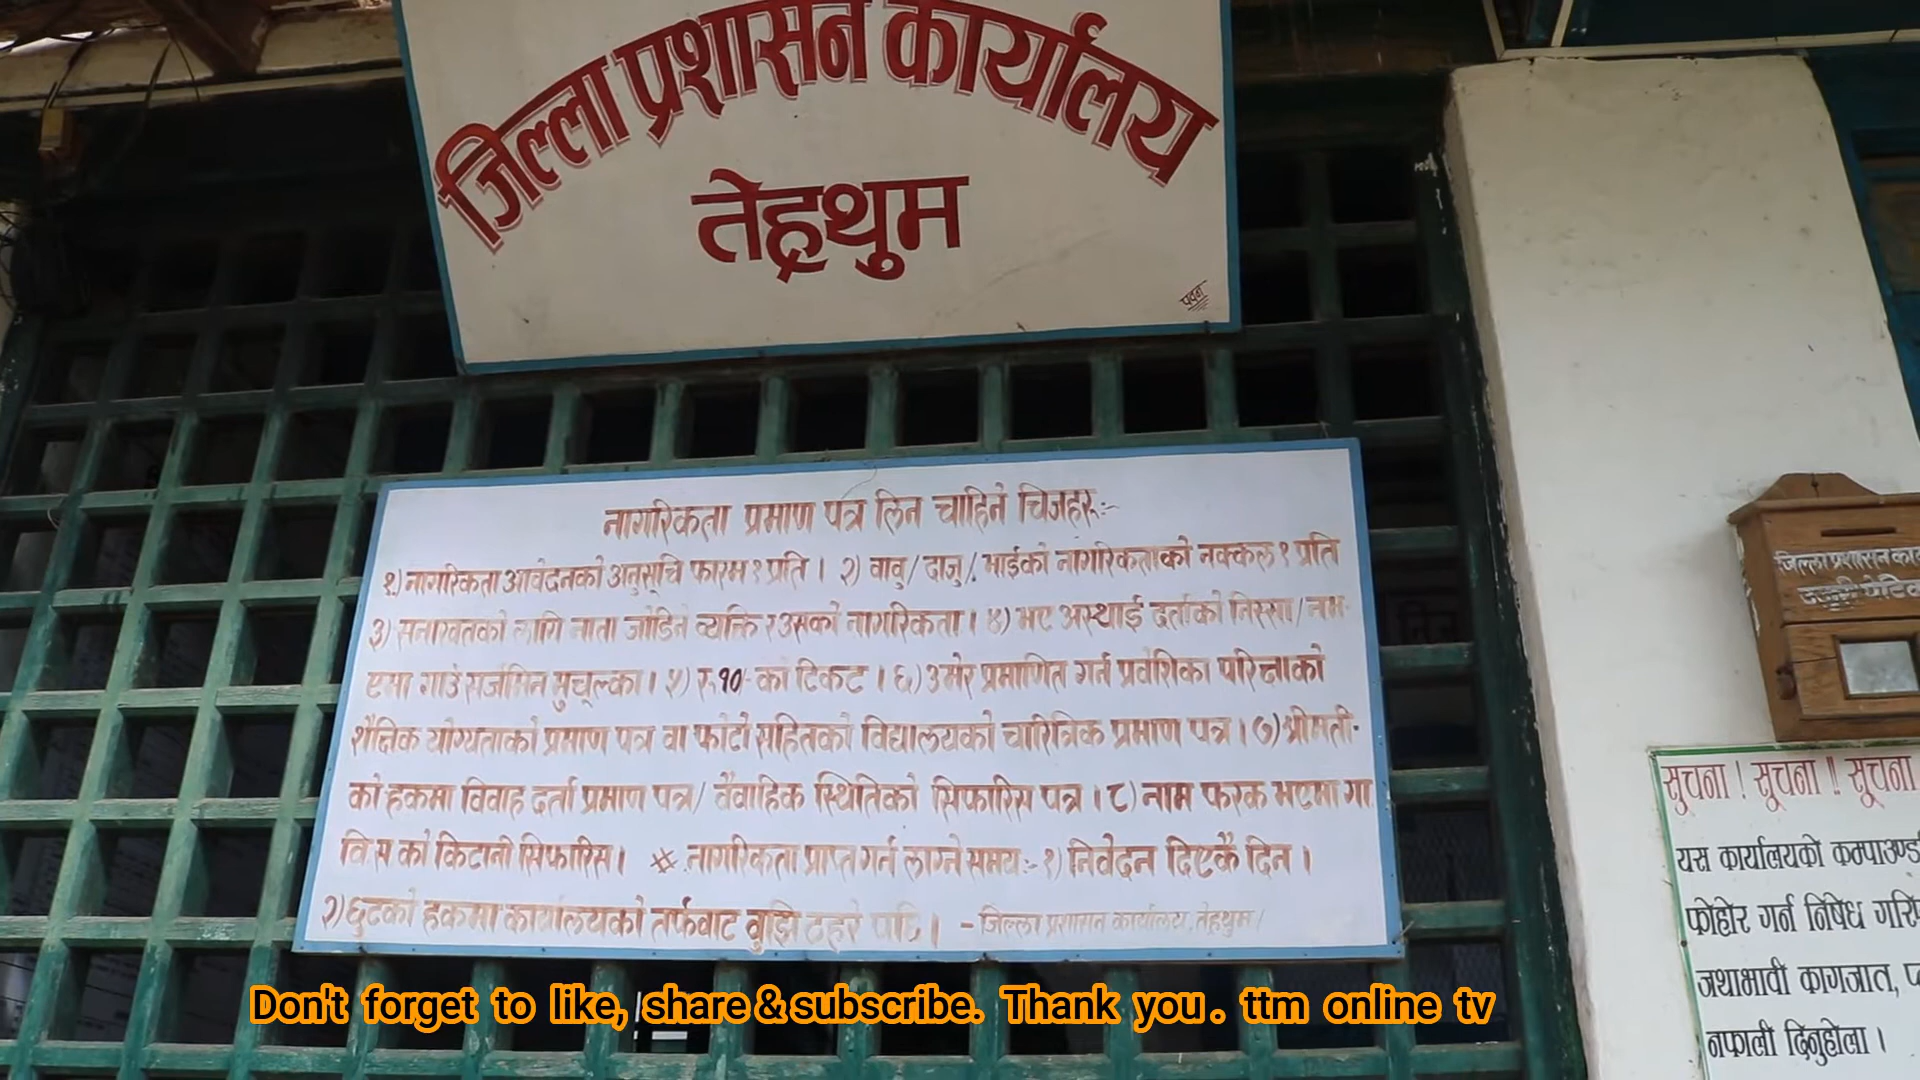 जिल्ला प्रशासन कार्यालय
तेह्रथुम
नागरिकता प्रमाण पत्र लिन चाहिने चिजहरु:-
१) नागरिकता आवेदनको अनुसूचि फारम १ प्रति । २) वावु/ दाजु/ भाईको नागरिकताको नक्कल १ प्रति
३) सनाखतको लागि नाता जोडिने व्यक्ति र उसको नागरिकता । ४) भए अस्थाई दर्ताको निस्सा/ नभ-
एमा गाउं सर्जमिन मुचुल्का । ५) रु १० को टिकट । ६) उमेर प्रमाणित गर्न प्रवेशिका परिक्षाको
शैक्षिक योग्यताको प्रमाण पत्र वा फोटो सहितको विद्यालयको चारित्रिक प्रमाण पत्र । ७) श्रीमती-
को हकमा विवाह दर्ता प्रमाण पत्र/ वैवाहिक स्थितिको सिफारिस पत्र । ८) नाम फरक भएमा गा.
वि स को किटानी सिफारिस । # नागरिकता प्राप्त गर्न लाग्ने समय:- १) निवेदन दिएकै दिन ।
२) छुटको हकमा कार्यालयको तर्फवाट वुझि ठहरे पछि । - जिल्ला प्रशासन कार्यालय, तेह्रथुम /
जिल्ला प्रशासन
सूचना ! सूचना !! सूचना
यस कार्यालयको कम्पाउण्ड
फोहोर गर्न निषेध
जथाभावी कागजात,
नफाली दिनुहोला ।
Don't forget to like, share & subscribe. Thank you . ttm online tv